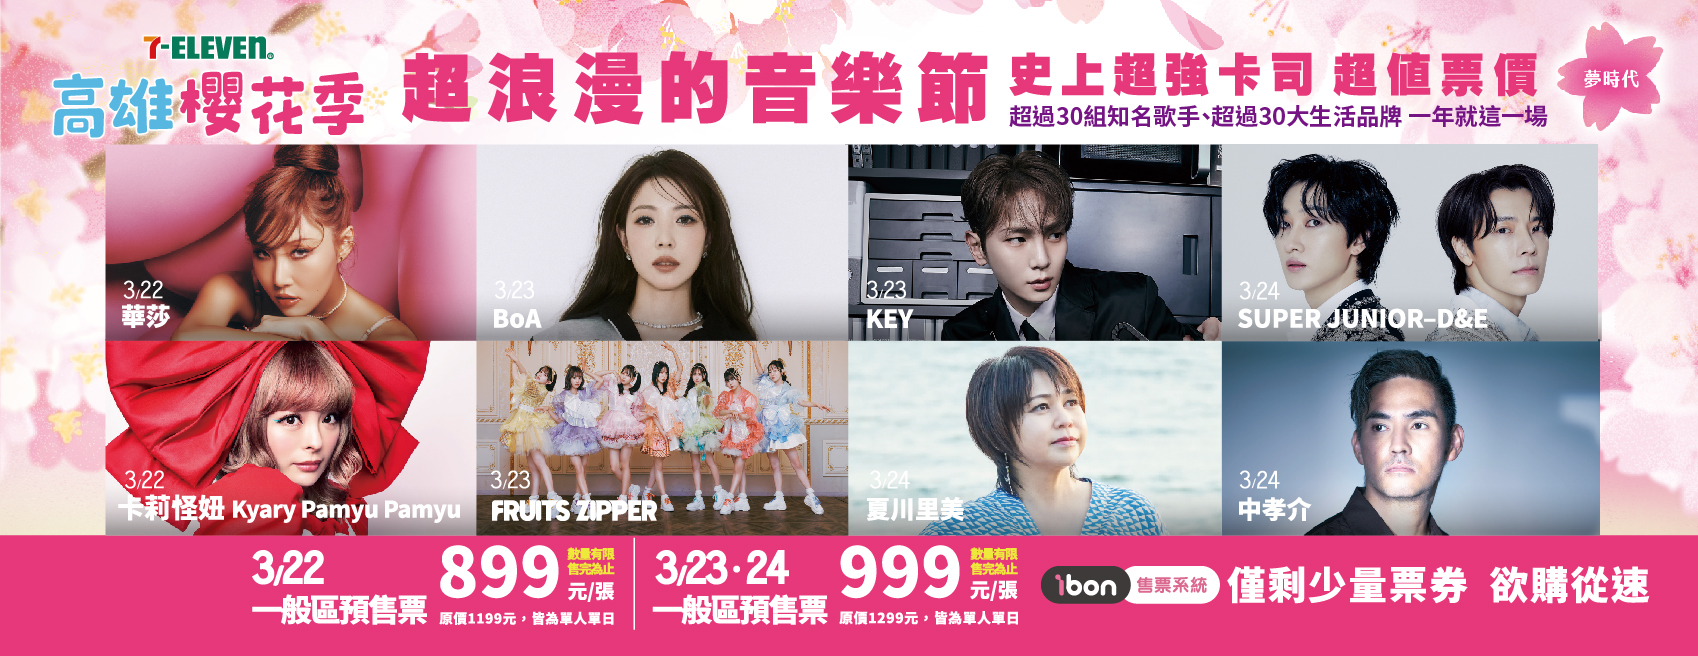 7-ELEVEN®
高雄櫻花季
超浪漫的音樂節
史上超強卡司 超值票價
超過30組知名歌手、超過30大生活品牌 一年就這一場
夢時代
3/22
華莎
3/23
BoA
3/23
KEY
3/24
SUPER JUNIOR-D&E
3/22
卡莉怪妞 Kyary Pamyu Pamyu
3/23
FRUITS ZIPPER
3/24
夏川里美
3/24
中孝介
3/22
一般區預售票
899
數量有限
售完為止
元/張
原價1199元，皆為單人單日
3/23·24
一般區預售票
999
數量有限
售完為止
元/張
原價1299元，皆為單人單日
ibon 售票系統 僅剩少量票券 欲購從速